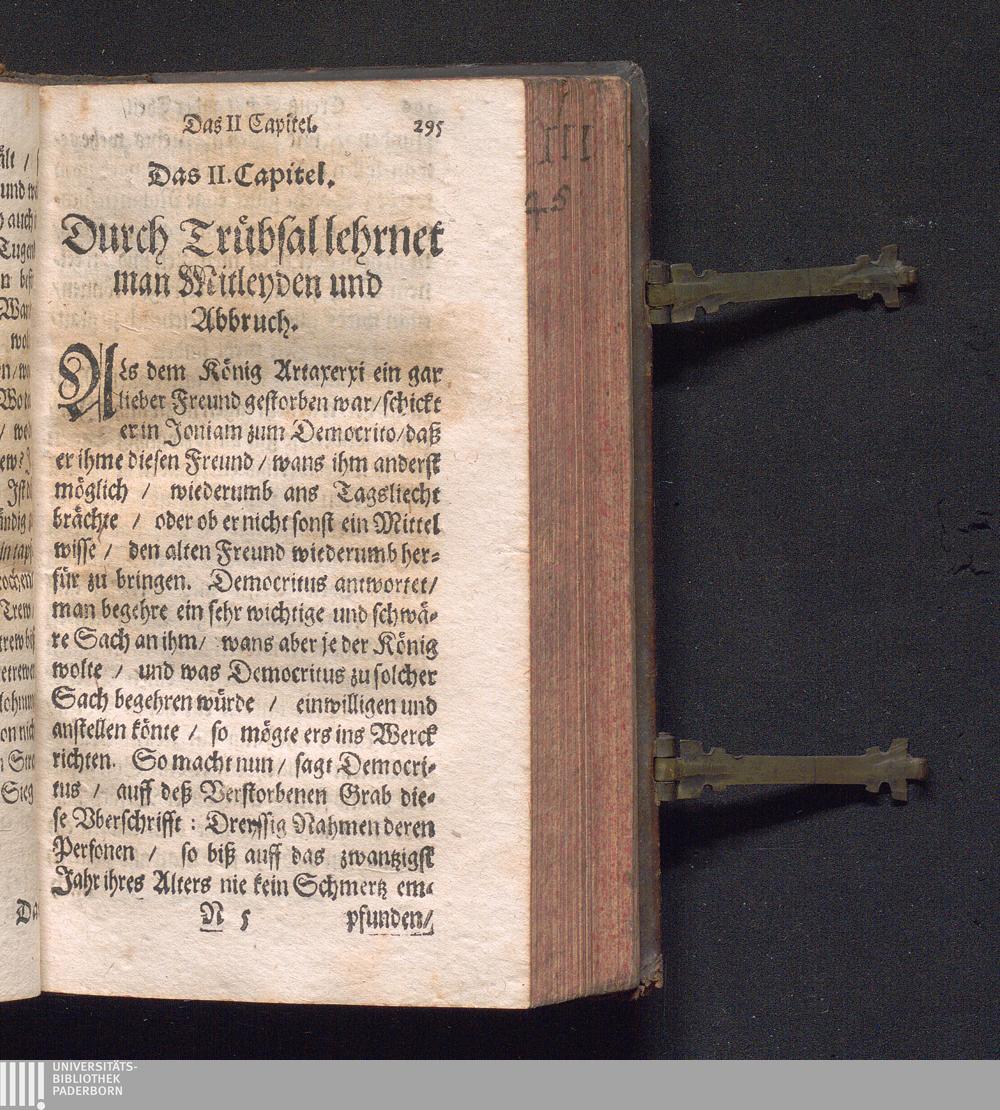 Das II Capitel. 295
Das II. Capitel.
Durch Trübsal lehrnet
man Mitleyden und
Abbruch.
Als dem König Artaxerxi ein gar
lieber Freund gestorben war/ schickt
er in Joniam zum Democrito/ daß
er ihme diesen Freund / wans ihm anderst
möglich / wiederumb ans Tagsliecht
brächte / oder ob er nicht sonst ein Mittel
wisse / den alten Freund wiederumb her-
für zu bringen. Democritus antwortet/
man begehre ein sehr wichtige und schwä-
re Sach an ihm/ wans aber je der König
wolte / und was Democritus zu solcher
Sach begehren würde / einwilligen und
anstellen könte / so mögte ers ins Werck
richten. So macht nun / sagt Democri-
tus / auff deß Verstorbenen Grab die-
se Vberschrifft : Dreyssig Nahmen deren
Personen / so biß auff das zwantzigst
Jahr ihres Alters nie kein Schmertz em-
N 5 pfunden/
III
45
UNIVERSITÄTS-
BIBLIOTHEK
PADERBORN